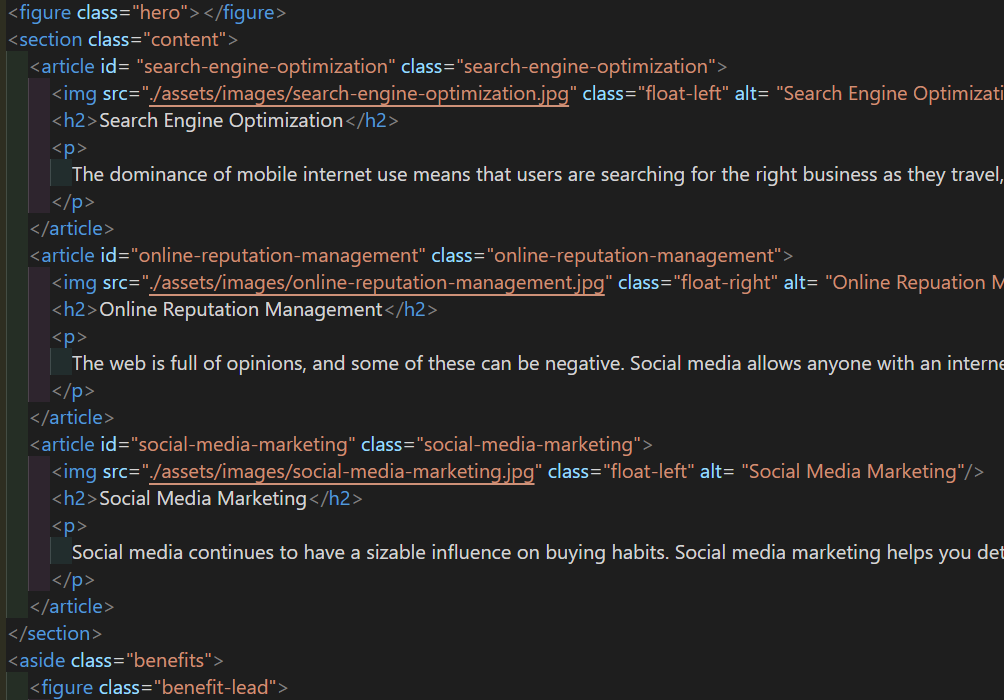 <figure class="hero"></figure>
<section class="content">
<article id= "search-engine-optimization" class="search-engine-optimization">
<img src="./assets/images/search-engine-optimization.jpg" class="float-left" alt= "Search Engine Optimizati
<h2>Search Engine Optimization</h2>
<p>
The dominance of mobile internet use means that users are searching for the right business as they travel,
</p>
</article>
<article id="online-reputation-management" class="online-reputation-management">
<img src="./assets/images/online-reputation-management.jpg" class="float-right" alt= "Online Repuation M
<h2>Online Reputation Management</h2>
<p>
The web is full of opinions, and some of these can be negative. Social media allows anyone with an interne
</p>
</article>
<article id="social-media-marketing" class="social-media-marketing">
<img src="./assets/images/social-media-marketing.jpg" class="float-left" alt= "Social Media Marketing"/>
<h2>Social Media Marketing</h2>
<p>
Social media continues to have a sizable influence on buying habits. Social media marketing helps you det
</p>
</article>
</section>
<aside class="benefits">
<figure class="benefit-lead">